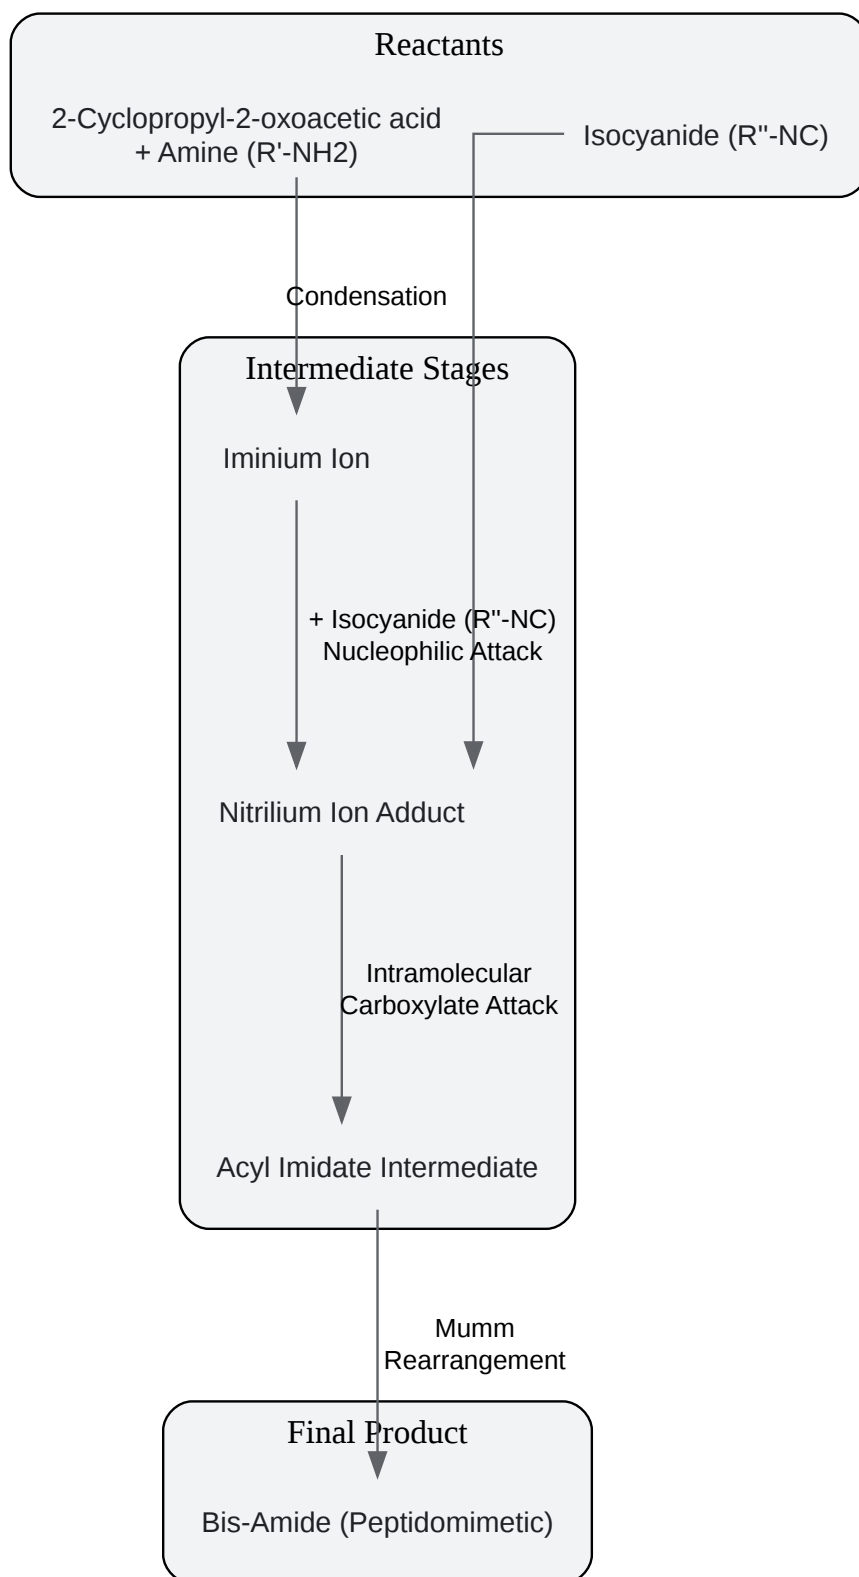 Reactants
2-Cyclopropyl-2-oxoacetic acid
+ Amine (R'-NH2)
Isocyanide (R"-NC)
Condensation
Intermediate Stages
Iminium Ion
+ Isocyanide (R"-NC)
Nucleophilic Attack
Nitrilium Ion Adduct
Intramolecular
Carboxylate Attack
Acyl Imidate Intermediate
Mumm
Rearrangement
Final Product
Bis-Amide (Peptidomimetic)